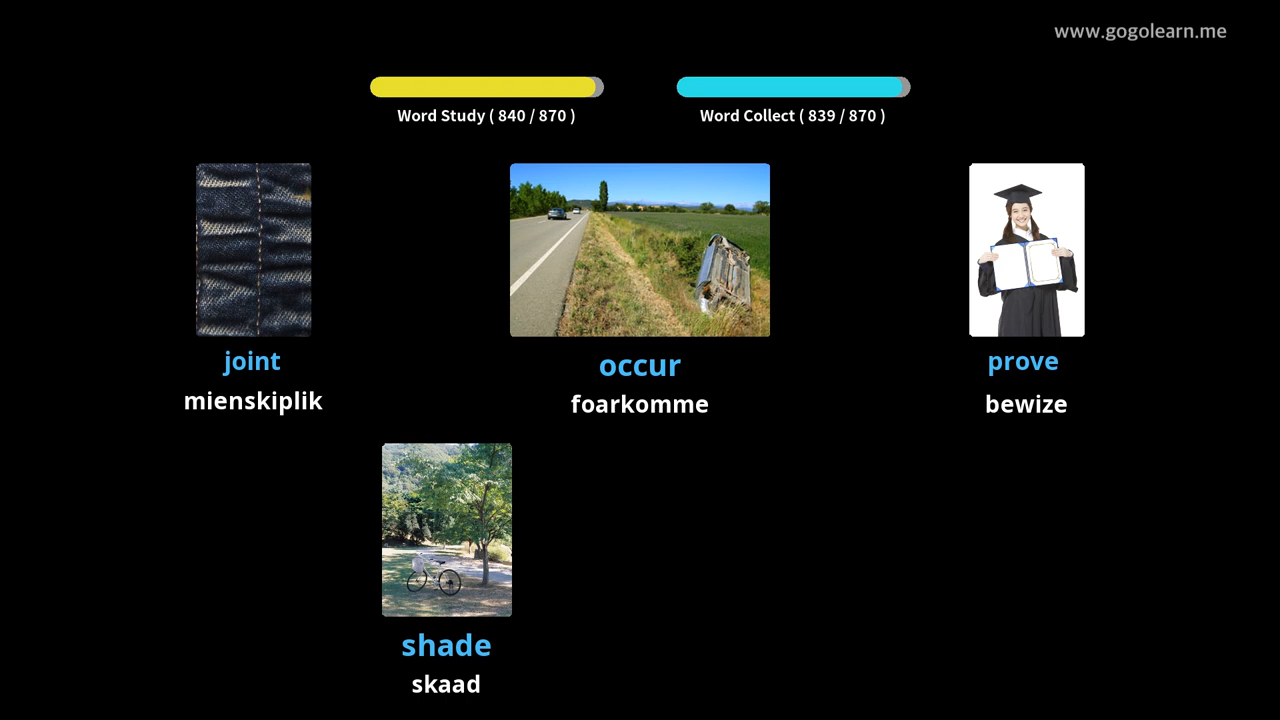 www.gogolearn.me
Word Study ( 840 / 870 )
Word Collect ( 839 / 870 )
joint
mienskiplik
occur
foarkomme
prove
bewize
shade
skaad